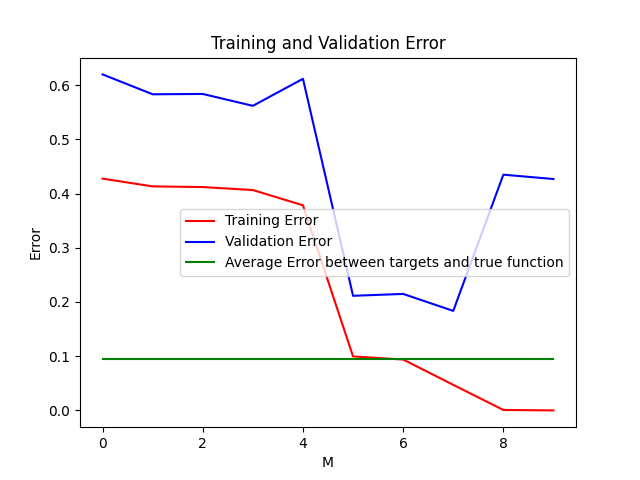 Training and Validation Error
Error
0.6
0.5
0.4
0.3
0.2
0.1
0.0
Training Error
Validation Error
Average Error between targets and true function
0
2
4
6
8
M